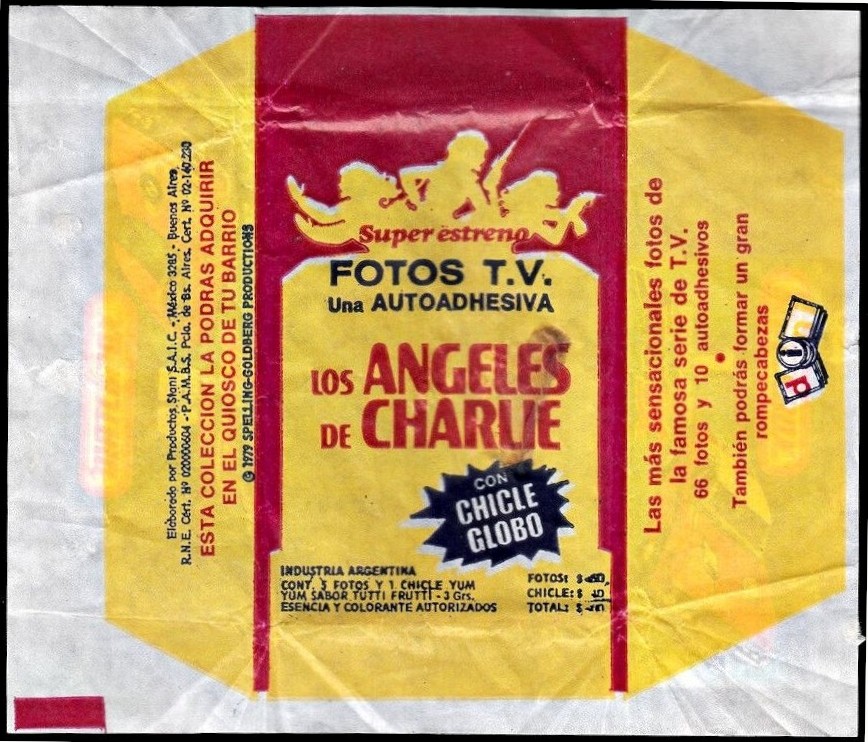 Super estreno
FOTOS T.V.
Una AUTOADHESIVA
LOS ANGELES
DE CHARLIE
CON
CHICLE
GLOBO
INDUSTRIA ARGENTINA
CONT. 5 FOTOS Y 1 CHICLE YUM
YUM SABOR TUTTI FRUTTI - 3 Grs.
ESENCIA Y COLORANTE AUTORIZADOS
FOTOS: $
CHICLE: $
TOTAL: $
Elaborado por Productos Stani S.A.I.C. - México 3285 - Buenos Aires
R.N.E. Cert. Nº 020000604 - P.A.M.B.S. Pcia. de Bs. Aires. Cert. Nº 02-140.230
ESTA COLECCION LA PODRAS ADQUIRIR
EN EL QUIOSCO DE TU BARRIO
© 1979 SPELLING-GOLDBERG PRODUCTIONS
Las más sensacionales fotos de
la famosa serie de T.V.
66 fotos y 10 autoadhesivos
•
También podrás formar un gran
rompecabezas